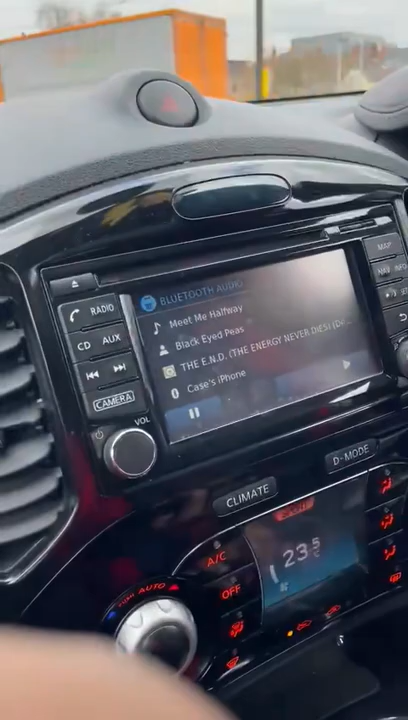 BLUETOOTH AUDIO
Meet Me Halfway
Black Eyed Peas
THE E.N.D. (THE ENERGY NEVER DIES) (D...
Case's iPhone
RADIO
CD AUX
CAMERA
VOL
MAP
CLIMATE
D-MODE
A/C
23.5
OFF
AUTO